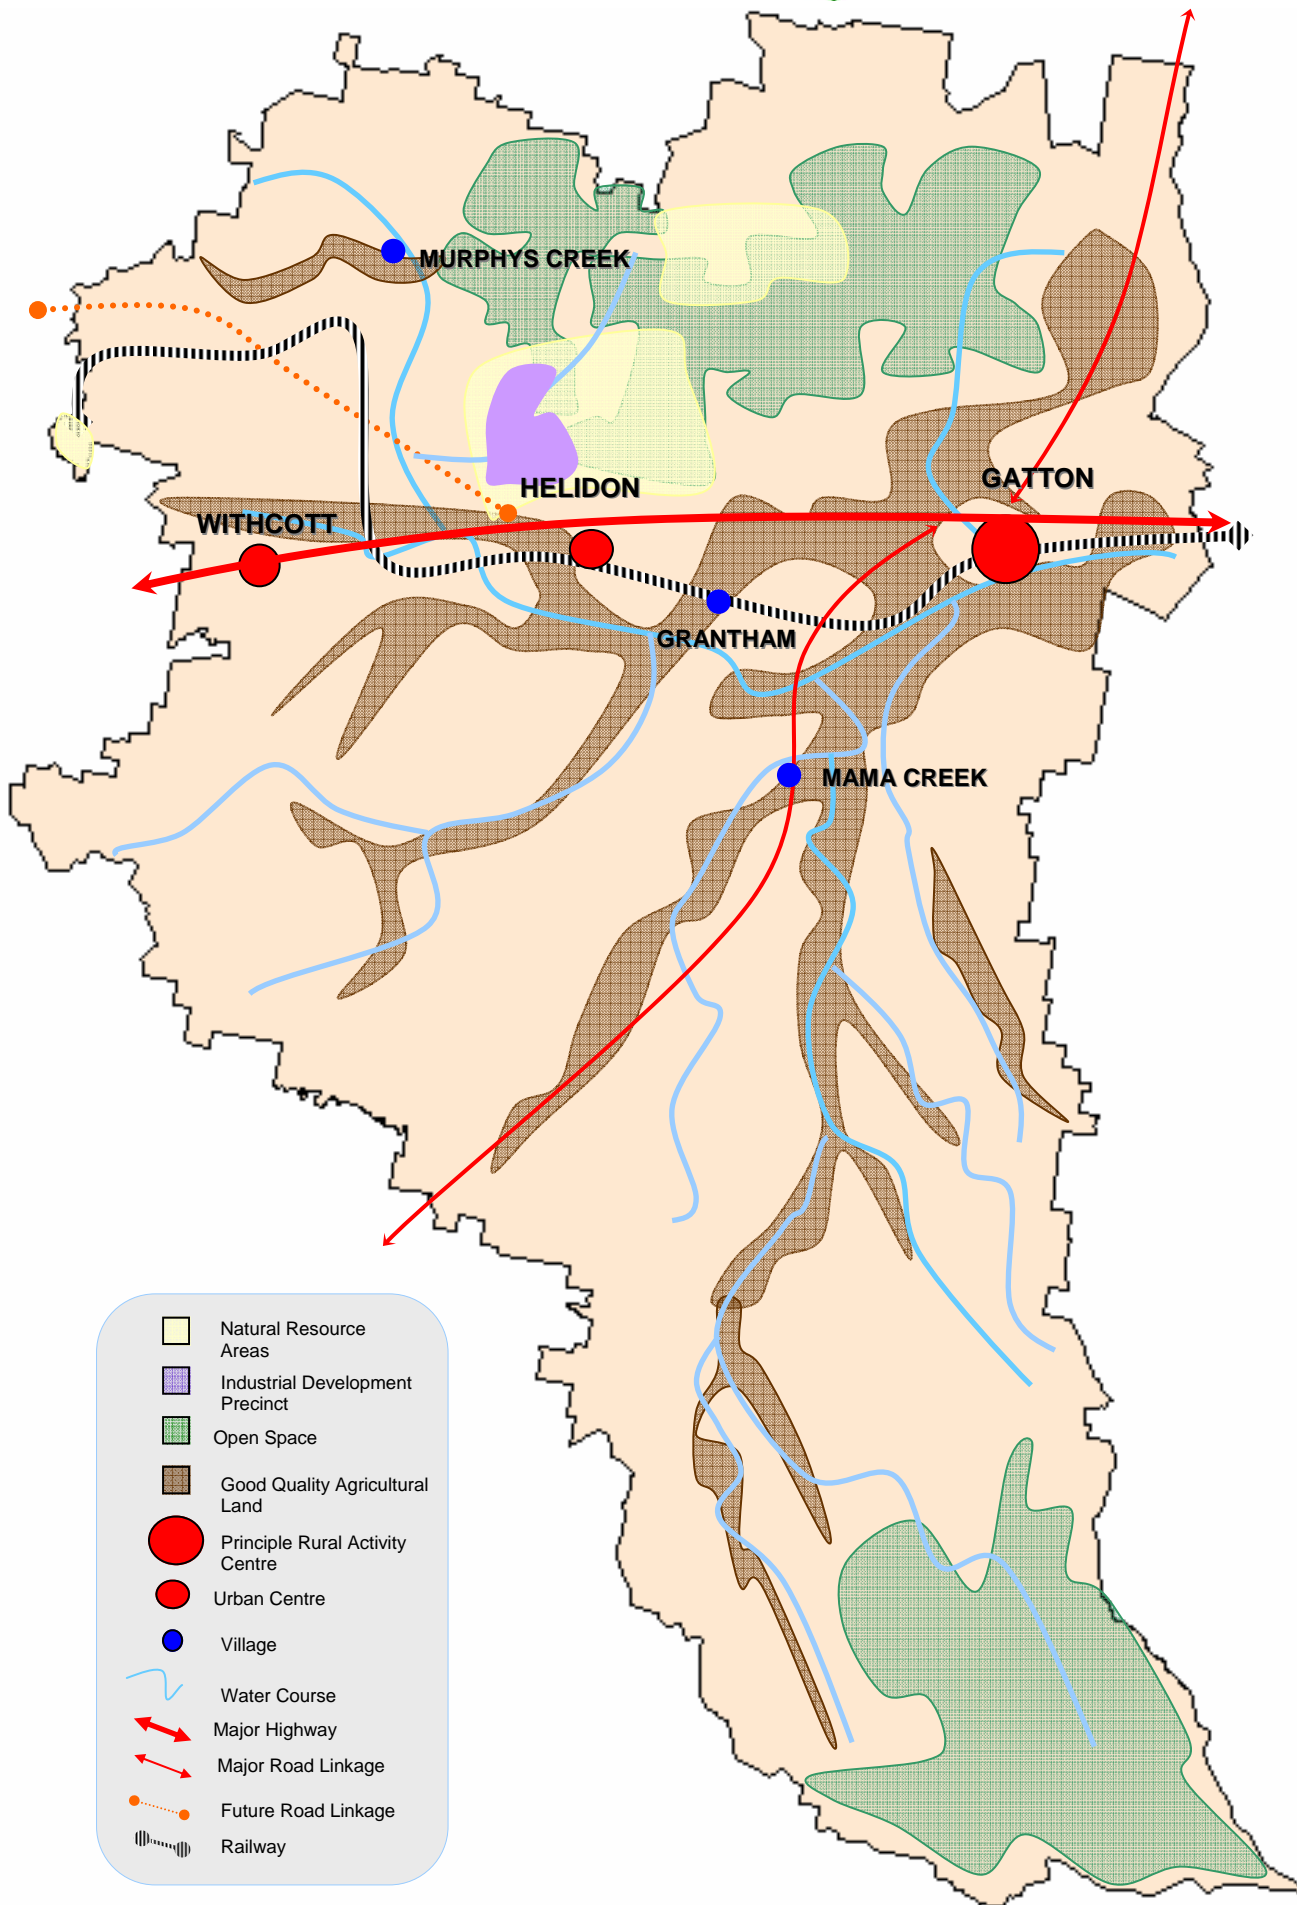 MURPHYS CREEK
GATTON
HELIDON
WITHCOTT
GRANTHAM
MAMA CREEK
Natural Resource
Areas
Industrial Development
Precinct
Open Space
Good Quality Agricultural
Land
Principle Rural Activity
Centre
Urban Centre
Village
Water Course
Major Highway
Major Road Linkage
Future Road Linkage
Railway